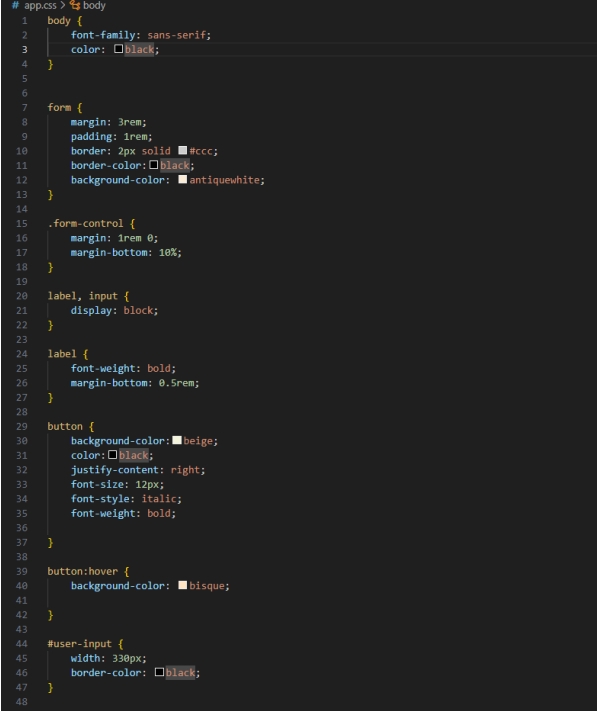 # app.css > body
1 body {
2 font-family: sans-serif;
3 color: black;
4 }
5
6
7 form {
8 margin: 3rem;
9 padding: 1rem;
10 border: 2px solid #ccc;
11 border-color:black;
12 background-color: antiquewhite;
13 }
14
15 .form-control {
16 margin: 1rem 0;
17 margin-bottom: 10%;
18 }
19
20 label, input {
21 display: block;
22 }
23
24 label {
25 font-weight: bold;
26 margin-bottom: 0.5rem;
27 }
28
29 button {
30 background-color:beige;
31 color:black;
32 justify-content: right;
33 font-size: 12px;
34 font-style: italic;
35 font-weight: bold;
36
37 }
38
39 button:hover {
40 background-color: bisque;
41
42 }
43
44 #user-input {
45 width: 330px;
46 border-color: black;
47 }
48